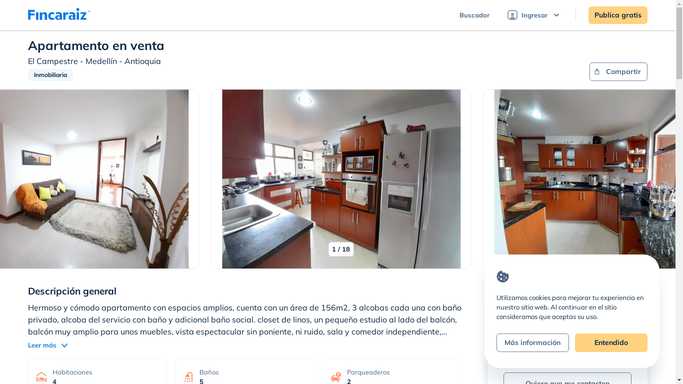 Fincaraiz
Buscador
Ingresar
Publica gratis
Apartamento en venta
El Campestre - Medellín - Antioquia
Inmobiliaria
Compartir
1 / 18
Descripción general
Hermoso y cómodo apartamento con espacios amplios, cuenta con un área de 156m2, 3 alcobas cada una con baño
privado, alcoba del servicio con baño y adicional baño social. closet de linos, un pequeño estudio al lado del balcón,
balcón muy amplio para unos muebles, vista espectacular sin poniente, ni ruido, sala y comedor independiente,...
Leer más
Habitaciones
4
Baños
5
Parqueaderos
2
Utilizamos cookies para mejorar tu experiencia en
nuestro sitio web. Al continuar en el sitio
consideramos que aceptas su uso.
Más información
Entendido
Quiero que me contacten